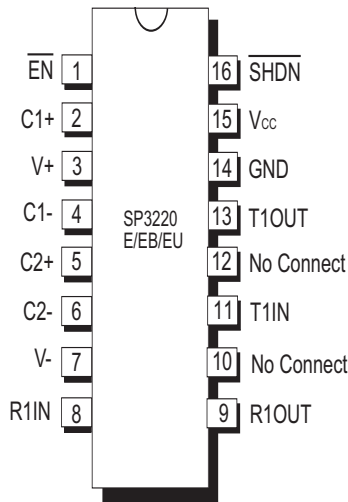 EN 1
C1+ 2
V+ 3
C1- 4
C2+ 5
C2- 6
V- 7
R1IN 8
SP3220
E/EB/EU
16 SHDN
15 Vcc
14 GND
13 T1OUT
12 No Connect
11 T1IN
10 No Connect
9 R1OUT